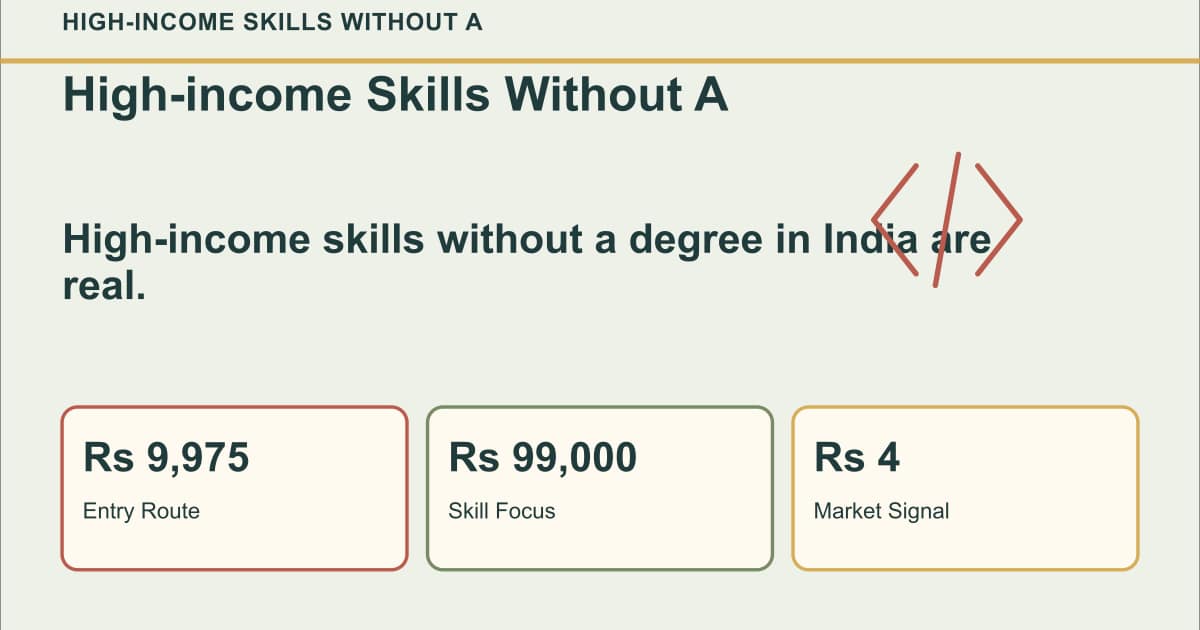 HIGH-INCOME SKILLS WITHOUT A
High-income Skills Without A
High-income skills without a degree in India are
real.
Rs 9,975
Entry Route
Rs 99,000
Skill Focus
Rs 4
Market Signal